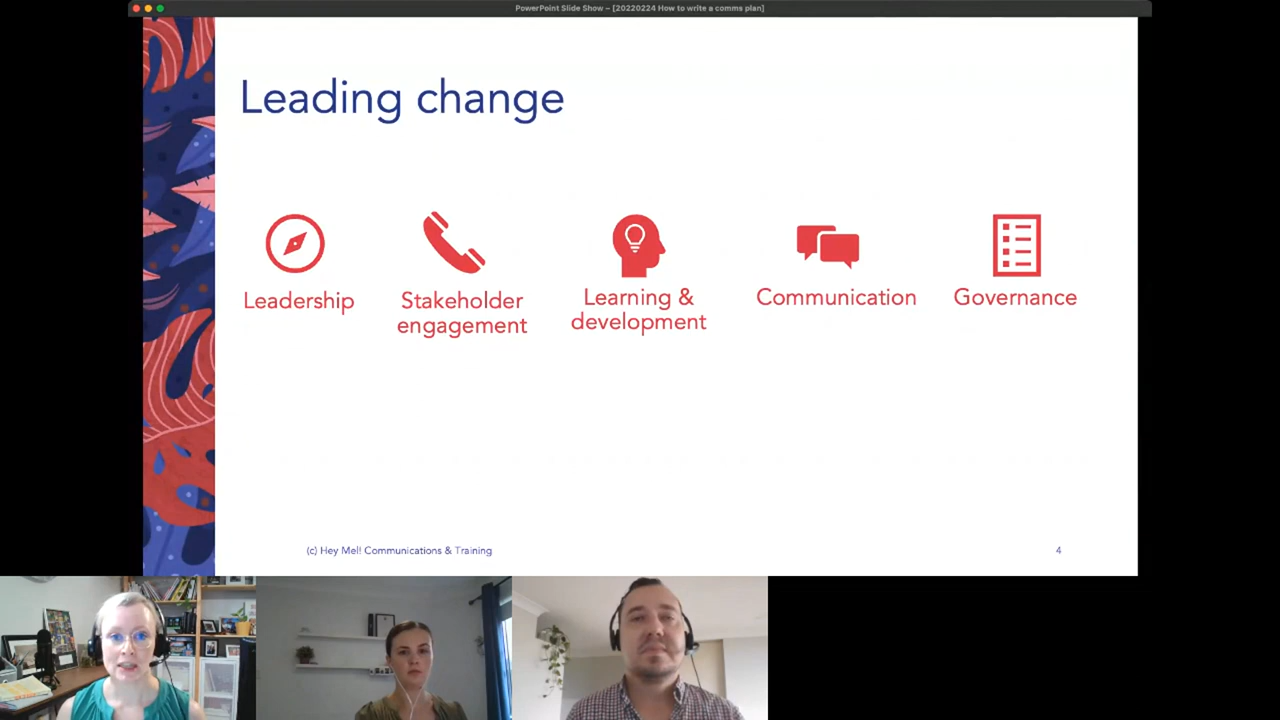 PowerPoint Slide Show – [20220224 How to write a comms plan]
Leading change
Leadership
Stakeholder
engagement
Learning &
development
Communication
Governance
(c) Hey Mel! Communications & Training
4